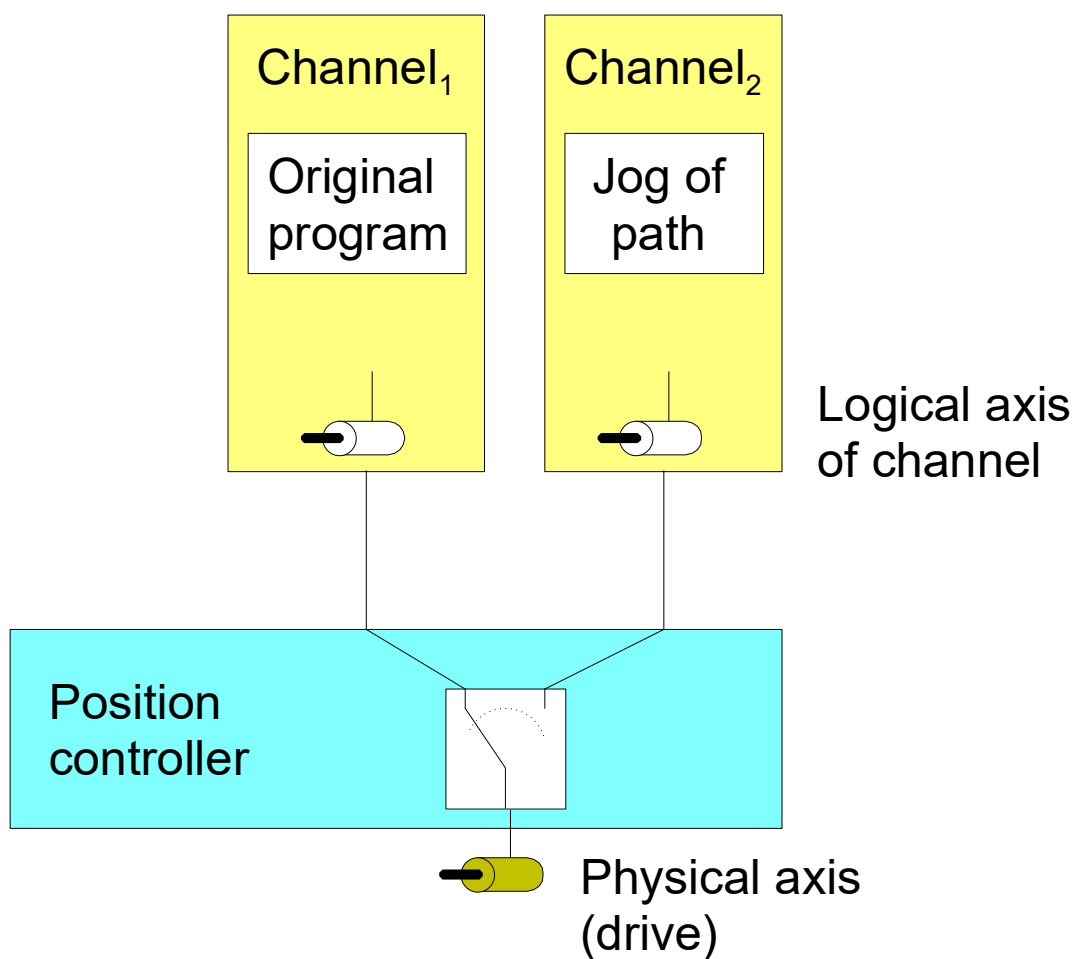 Channel₁
Original
program
Channel₂
Jog of
path
Logical axis
of channel
Position
controller
Physical axis
(drive)